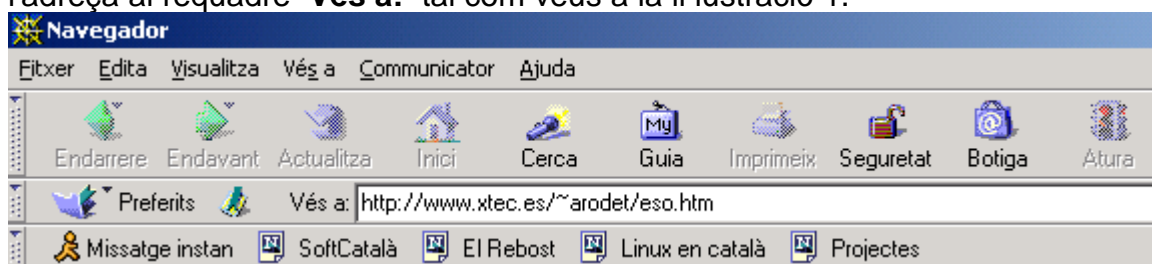 l'adreça al requadre "Vés a:" tal com veus a la il·lustració 1.
Navegador
Fitxer Edita Visualitza Vés a Communicator Ajuda
My
Endarrere Endavant Actualitza Inici Cerca Guia Imprimeix Seguretat Botiga Atura
Preferits Vés a: http://www.xtec.es/~arodet/eso.htm
Missatge instan SoftCatalà El Rebost Linux en català Projectes